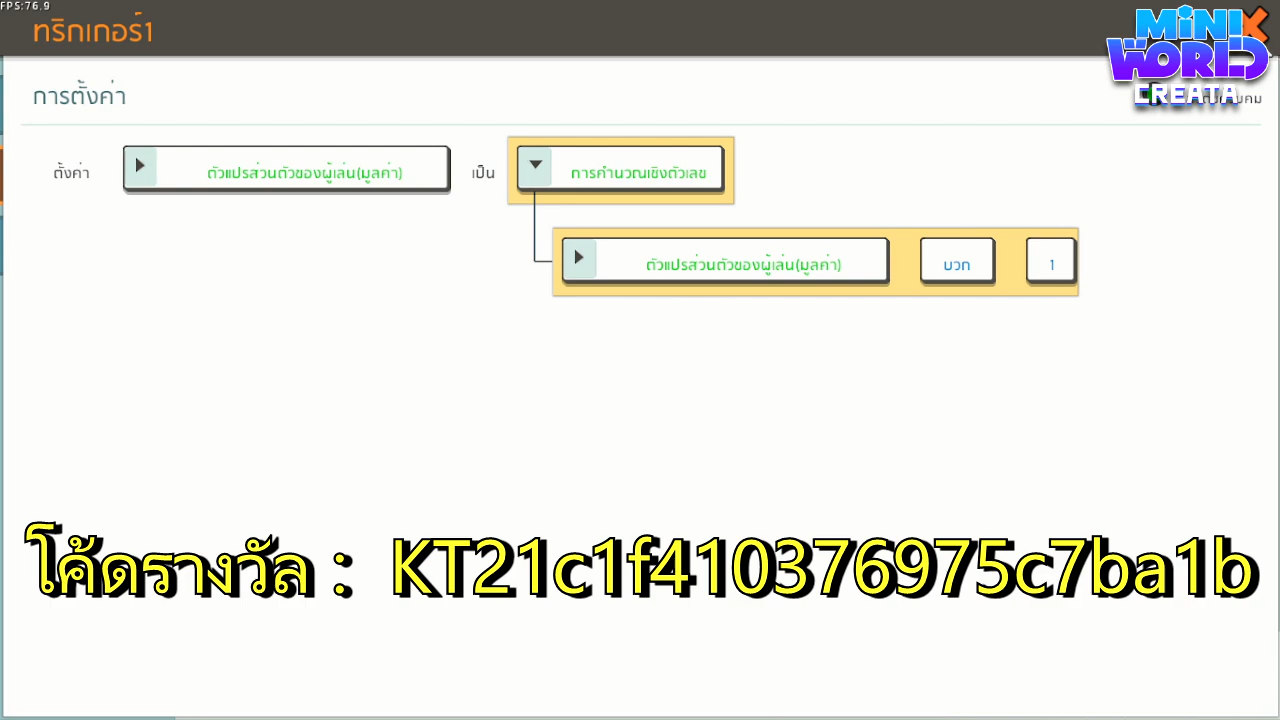 FPS:76.9
ทริกเกอร์1
MINI
WORLD
CREATA
การตั้งค่า
ตั้งค่า ตัวแปรส่วนตัวของผู้เล่น(มูลค่า) เป็น การคำนวณเชิงตัวเลข
ตัวแปรส่วนตัวของผู้เล่น(มูลค่า) บวก 1
โค้ดรางวัล : KT21c1f410376975c7ba1b